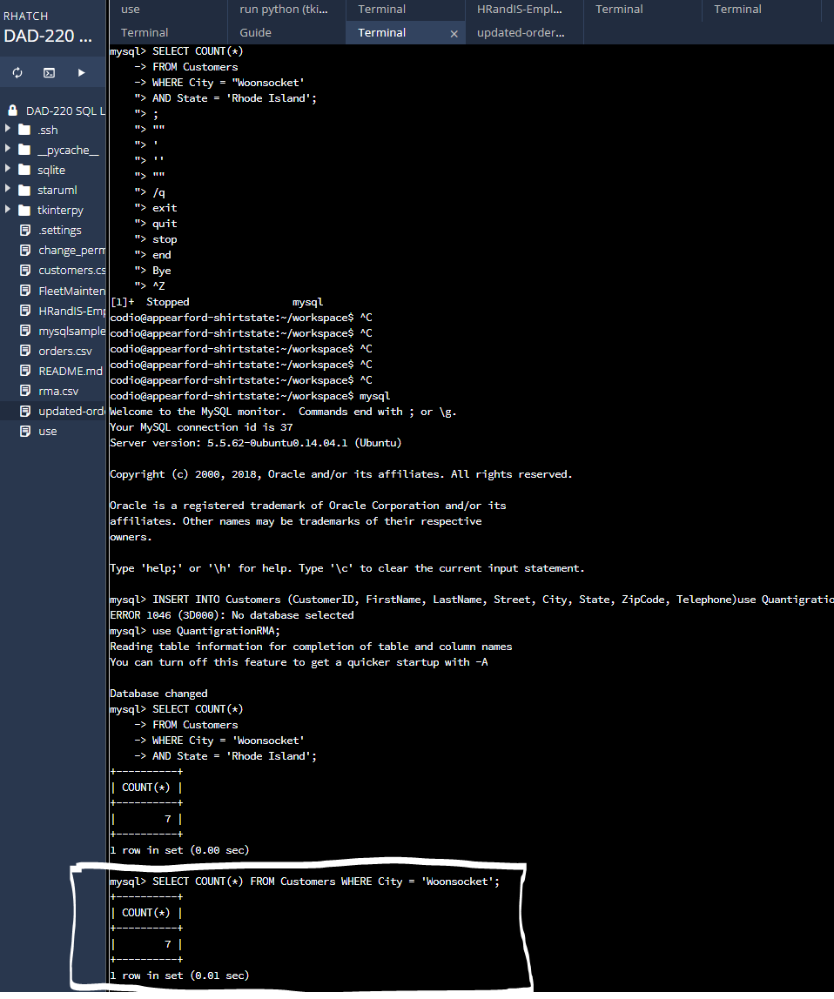 RHATCH
DAD-220 ...
use
run python (tki...
Terminal
HRandIS-Empl...
Terminal
Terminal
Terminal
Guide
Terminal ×
updated-order...
DAD-220 SQL L
.ssh
__pycache__
sqlite
staruml
tkinterpy
.settings
change_perm
customers.cs
FleetMainten
HRandIS-Emp
mysqlsample
orders.csv
README.md
rma.csv
updated-orde
use
mysql> SELECT COUNT(*)
    -> FROM Customers
    -> WHERE City = "Woonsocket'
    "> AND State = 'Rhode Island';
    "> ;
    "> ""
    "> '
    "> ''
    "> ""
    "> /q
    "> exit
    "> quit
    "> stop
    "> end
    "> Bye
    "> ^Z
[1]+  Stopped                 mysql
codio@appearford-shirtstate:~/workspace$ ^C
codio@appearford-shirtstate:~/workspace$ ^C
codio@appearford-shirtstate:~/workspace$ ^C
codio@appearford-shirtstate:~/workspace$ ^C
codio@appearford-shirtstate:~/workspace$ ^C
codio@appearford-shirtstate:~/workspace$ mysql
Welcome to the MySQL monitor.  Commands end with ; or \g.
Your MySQL connection id is 37
Server version: 5.5.62-0ubuntu0.14.04.1 (Ubuntu)

Copyright (c) 2000, 2018, Oracle and/or its affiliates. All rights reserved.

Oracle is a registered trademark of Oracle Corporation and/or its
affiliates. Other names may be trademarks of their respective
owners.

Type 'help;' or '\h' for help. Type '\c' to clear the current input statement.

mysql> INSERT INTO Customers (CustomerID, FirstName, LastName, Street, City, State, ZipCode, Telephone)use Quantigratio
ERROR 1046 (3D000): No database selected
mysql> use QuantigrationRMA;
Reading table information for completion of table and column names
You can turn off this feature to get a quicker startup with -A

Database changed
mysql> SELECT COUNT(*)
    -> FROM Customers
    -> WHERE City = 'Woonsocket'
    -> AND State = 'Rhode Island';
+----------+
| COUNT(*) |
+----------+
|        7 |
+----------+
1 row in set (0.00 sec)

mysql> SELECT COUNT(*) FROM Customers WHERE City = 'Woonsocket';
+----------+
| COUNT(*) |
+----------+
|        7 |
+----------+
1 row in set (0.01 sec)